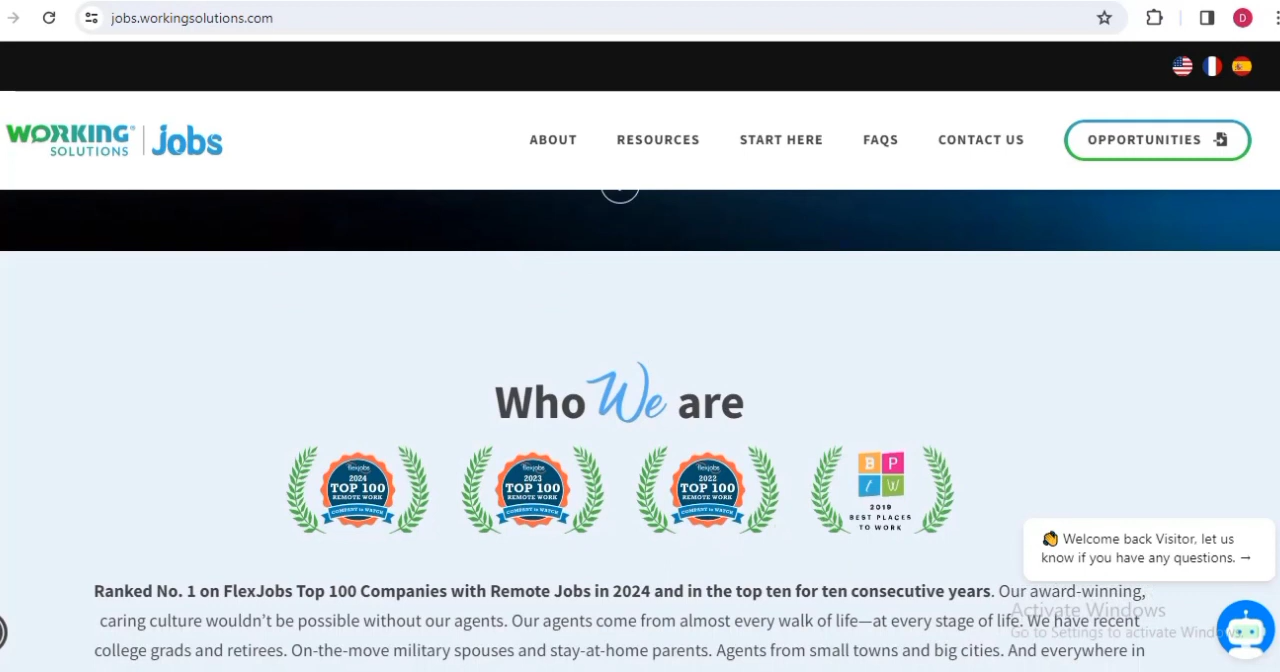 jobs.workingsolutions.com
D
WORKING® SOLUTIONS | jobs
ABOUT RESOURCES START HERE FAQS CONTACT US OPPORTUNITIES
Who We are
flexjobs 2024 TOP 100 REMOTE WORK COMPANY to WATCH
flexjobs 2023 TOP 100 REMOTE WORK COMPANY to WATCH
flexjobs 2022 TOP 100 REMOTE WORK COMPANY to WATCH
B P T W 2019 BEST PLACES TO WORK
Welcome back Visitor, let us
know if you have any questions. →
Ranked No. 1 on FlexJobs Top 100 Companies with Remote Jobs in 2024 and in the top ten for ten consecutive years. Our award-winning,
caring culture wouldn’t be possible without our agents. Our agents come from almost every walk of life—at every stage of life. We have recent
college grads and retirees. On-the-move military spouses and stay-at-home parents. Agents from small towns and big cities. And everywhere in
Activate Windows
Go to Settings to activate Windows.